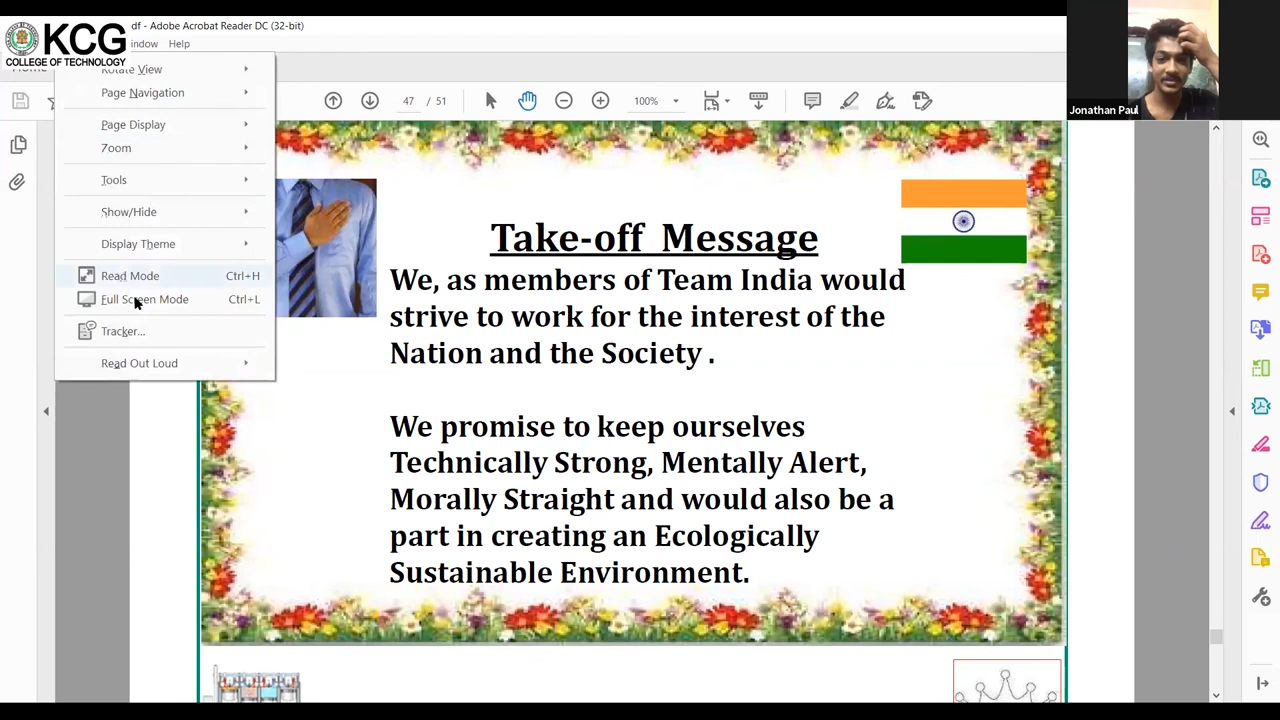 KCG
COLLEGE OF TECHNOLOGY
df - Adobe Acrobat Reader DC (32-bit)
indow Help
Rotate View
Page Navigation
Page Display
Zoom
Tools
Show/Hide
Display Theme
Read Mode Ctrl+H
Full Screen Mode Ctrl+L
Tracker...
Read Out Loud
47 / 51
100%
Jonathan Paul
Take-off Message
We, as members of Team India would
strive to work for the interest of the
Nation and the Society .
We promise to keep ourselves
Technically Strong, Mentally Alert,
Morally Straight and would also be a
part in creating an Ecologically
Sustainable Environment.